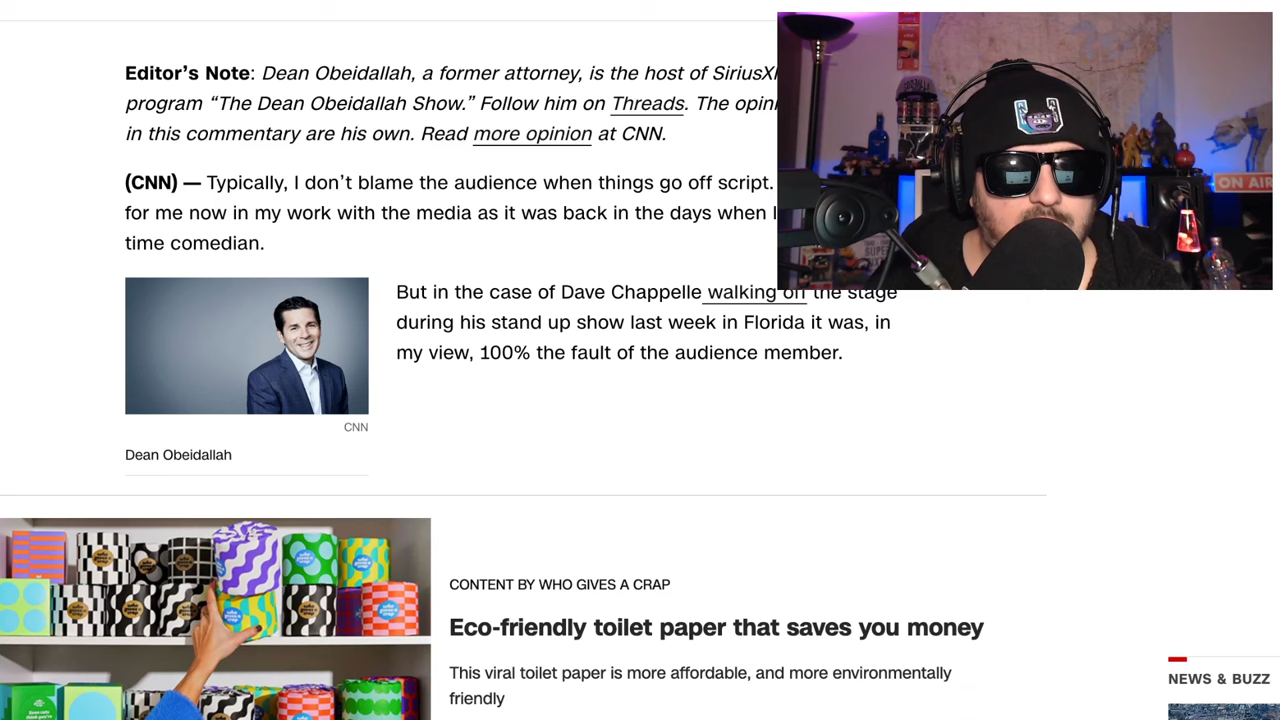 Editor's Note: Dean Obeidallah, a former attorney, is the host of SiriusX
program “The Dean Obeidallah Show.” Follow him on Threads. The opin
in this commentary are his own. Read more opinion at CNN.
(CNN) — Typically, I don’t blame the audience when things go off script.
for me now in my work with the media as it was back in the days when I
time comedian.
ON AIR
But in the case of Dave Chappelle walking off the stage
during his stand up show last week in Florida it was, in
my view, 100% the fault of the audience member.
CNN
Dean Obeidallah
CONTENT BY WHO GIVES A CRAP
Eco-friendly toilet paper that saves you money
This viral toilet paper is more affordable, and more environmentally
friendly
NEWS & BUZZ